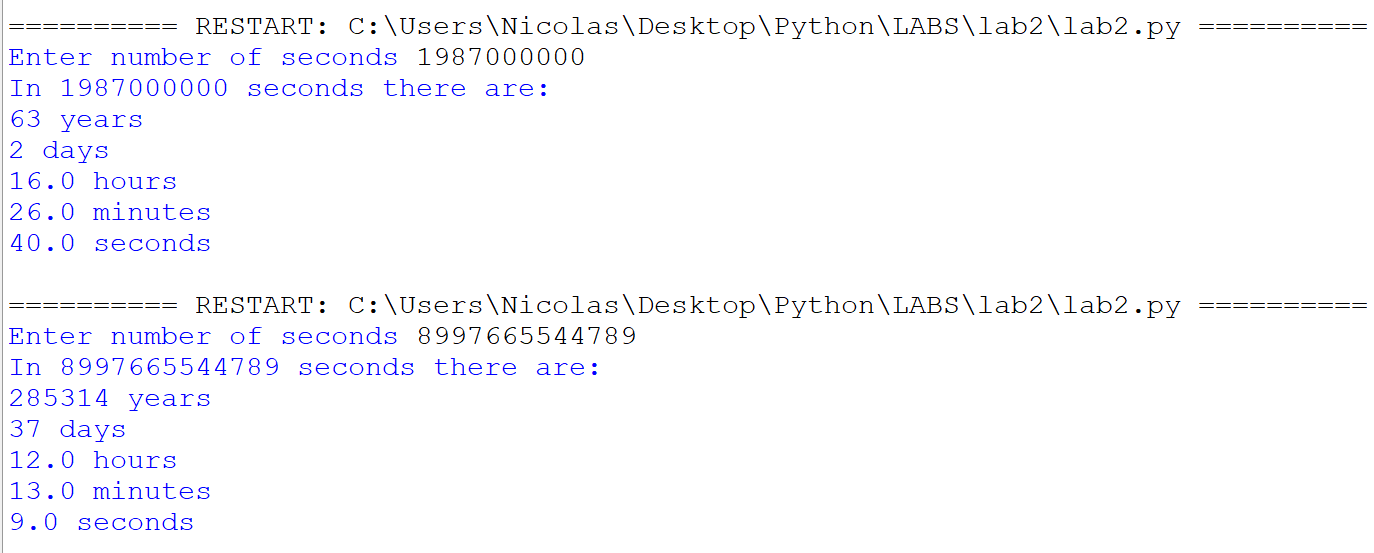 ========== RESTART: C:\Users\Nicolas\Desktop\Python\LABS\lab2\lab2.py ==========
Enter number of seconds 1987000000
In 1987000000 seconds there are:
63 years
2 days
16.0 hours
26.0 minutes
40.0 seconds
========== RESTART: C:\Users\Nicolas\Desktop\Python\LABS\lab2\lab2.py ==========
Enter number of seconds 8997665544789
In 8997665544789 seconds there are:
285314 years
37 days
12.0 hours
13.0 minutes
9.0 seconds